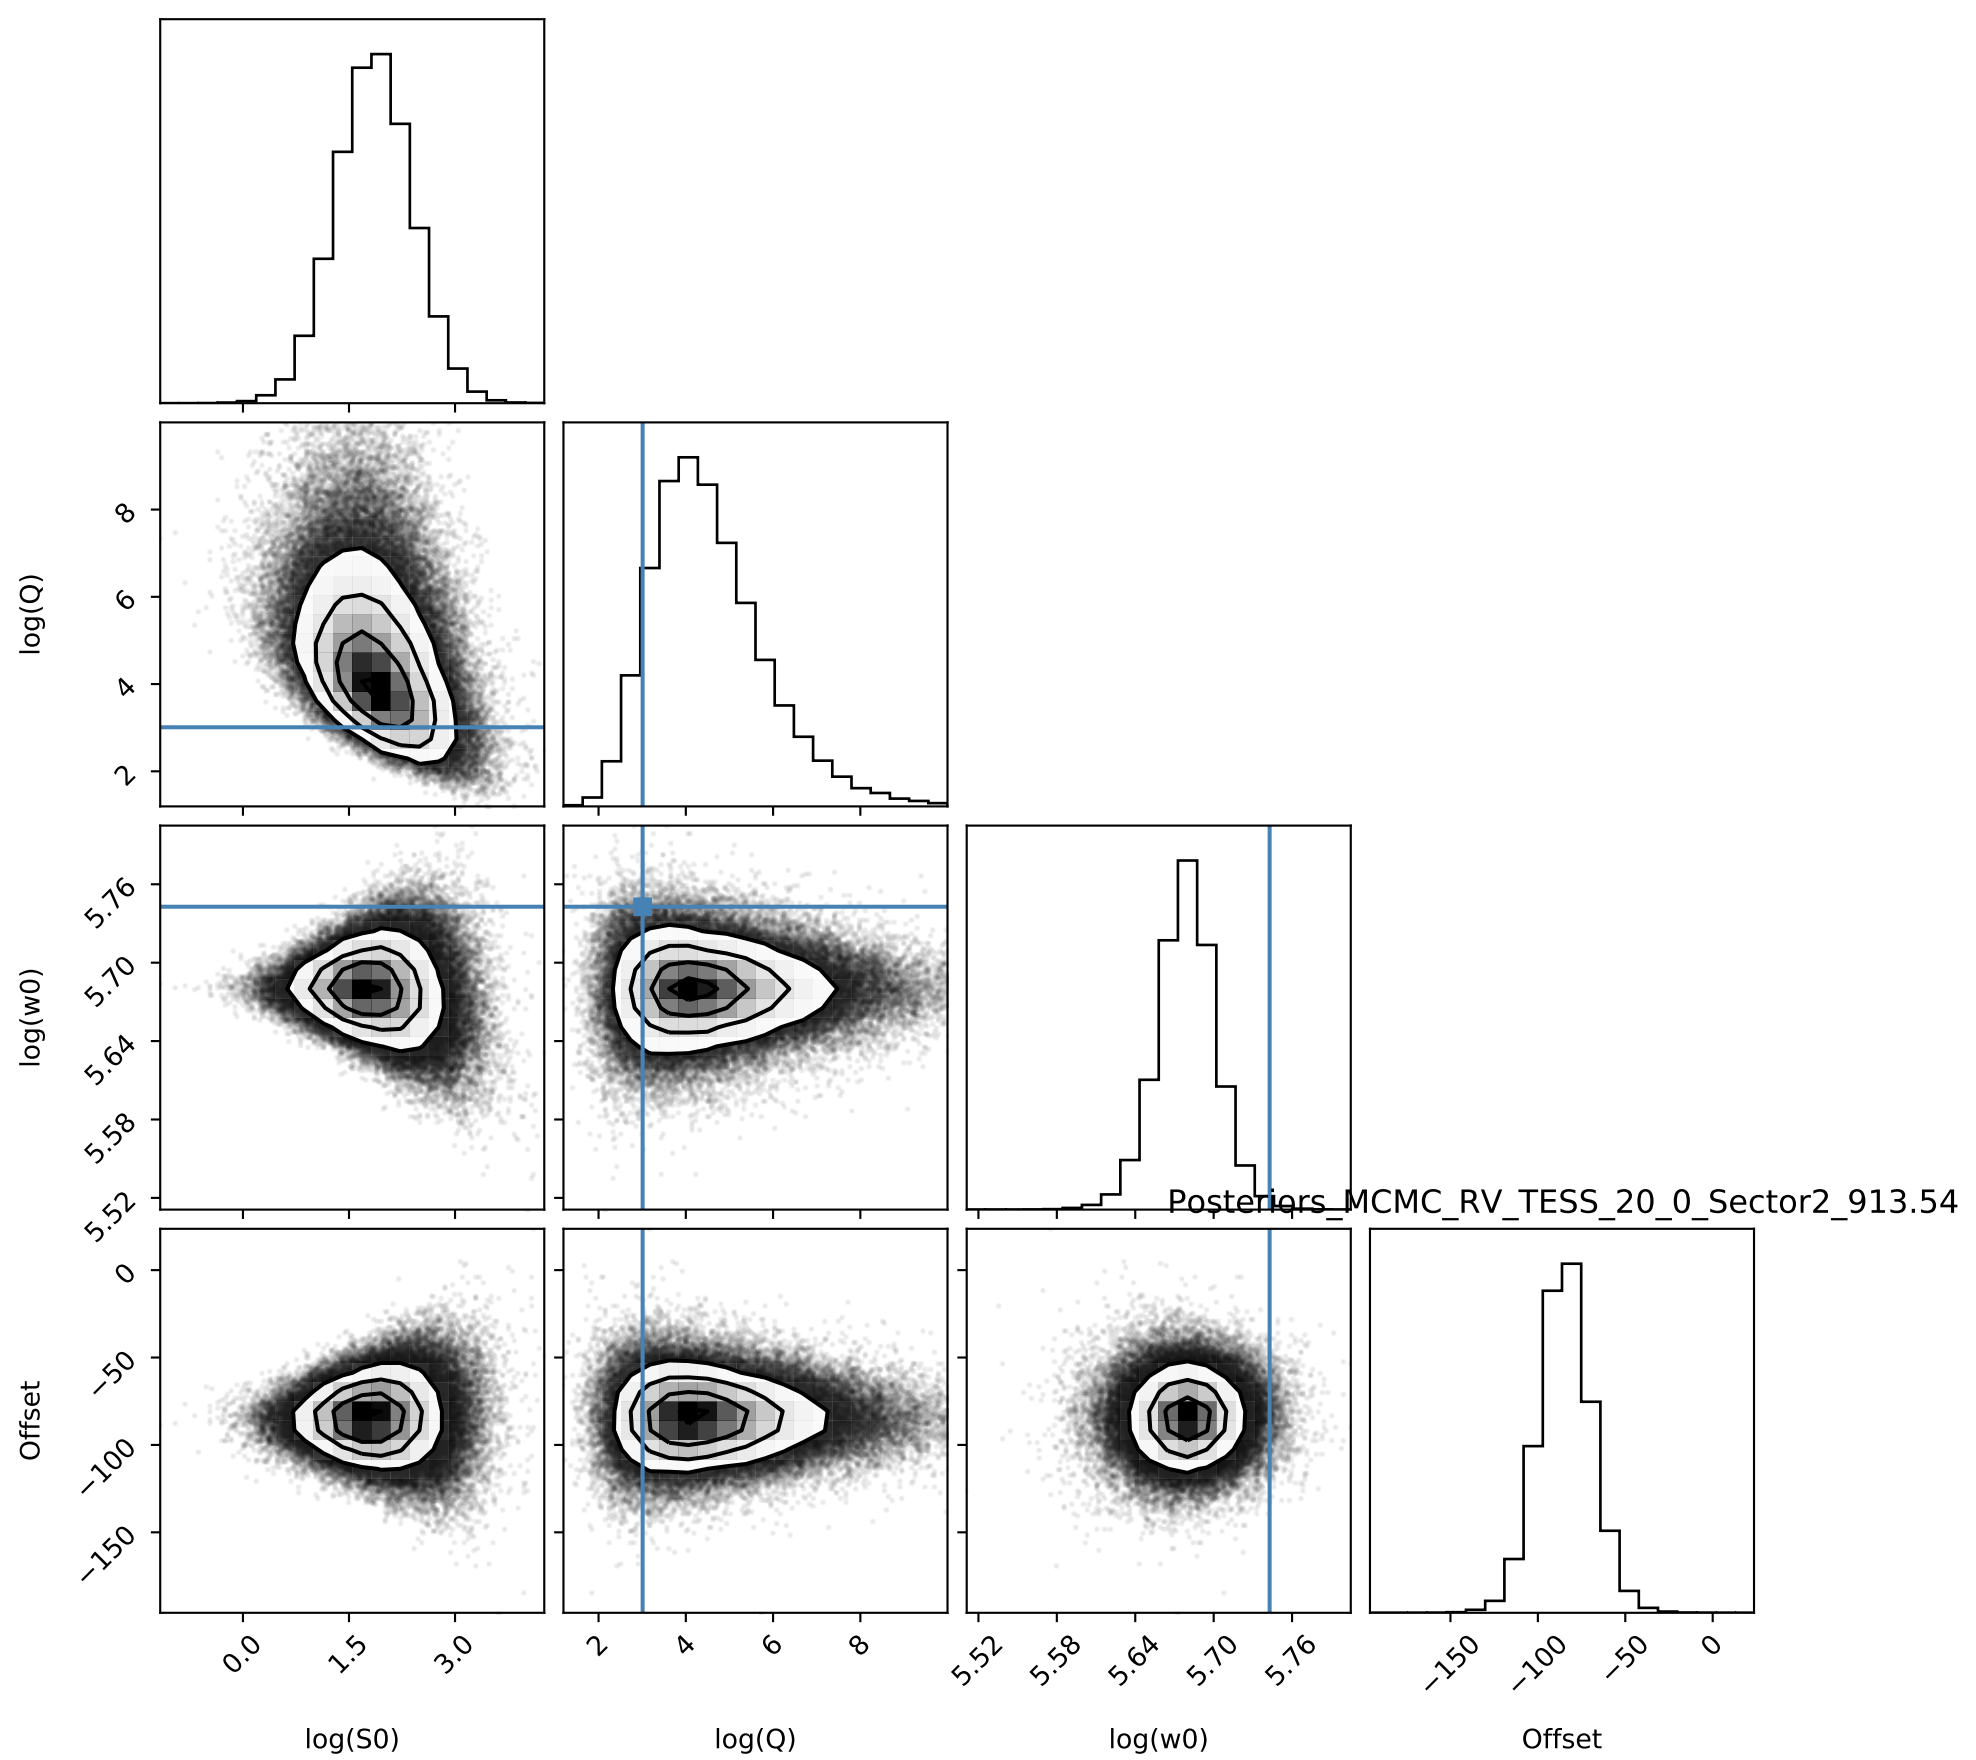 8
6
4
2
log(Q)
5.76
5.70
5.64
5.58
5.52
log(w0)
Posteriors_MCMC_RV_TESS_20_0_Sector2_913.54
0
−50
−100
−150
Offset
0.0 1.5 3.0 2 4 6 8 5.52 5.58 5.64 5.70 5.76 −150 −100 −50 0
log(S0) log(Q) log(w0) Offset